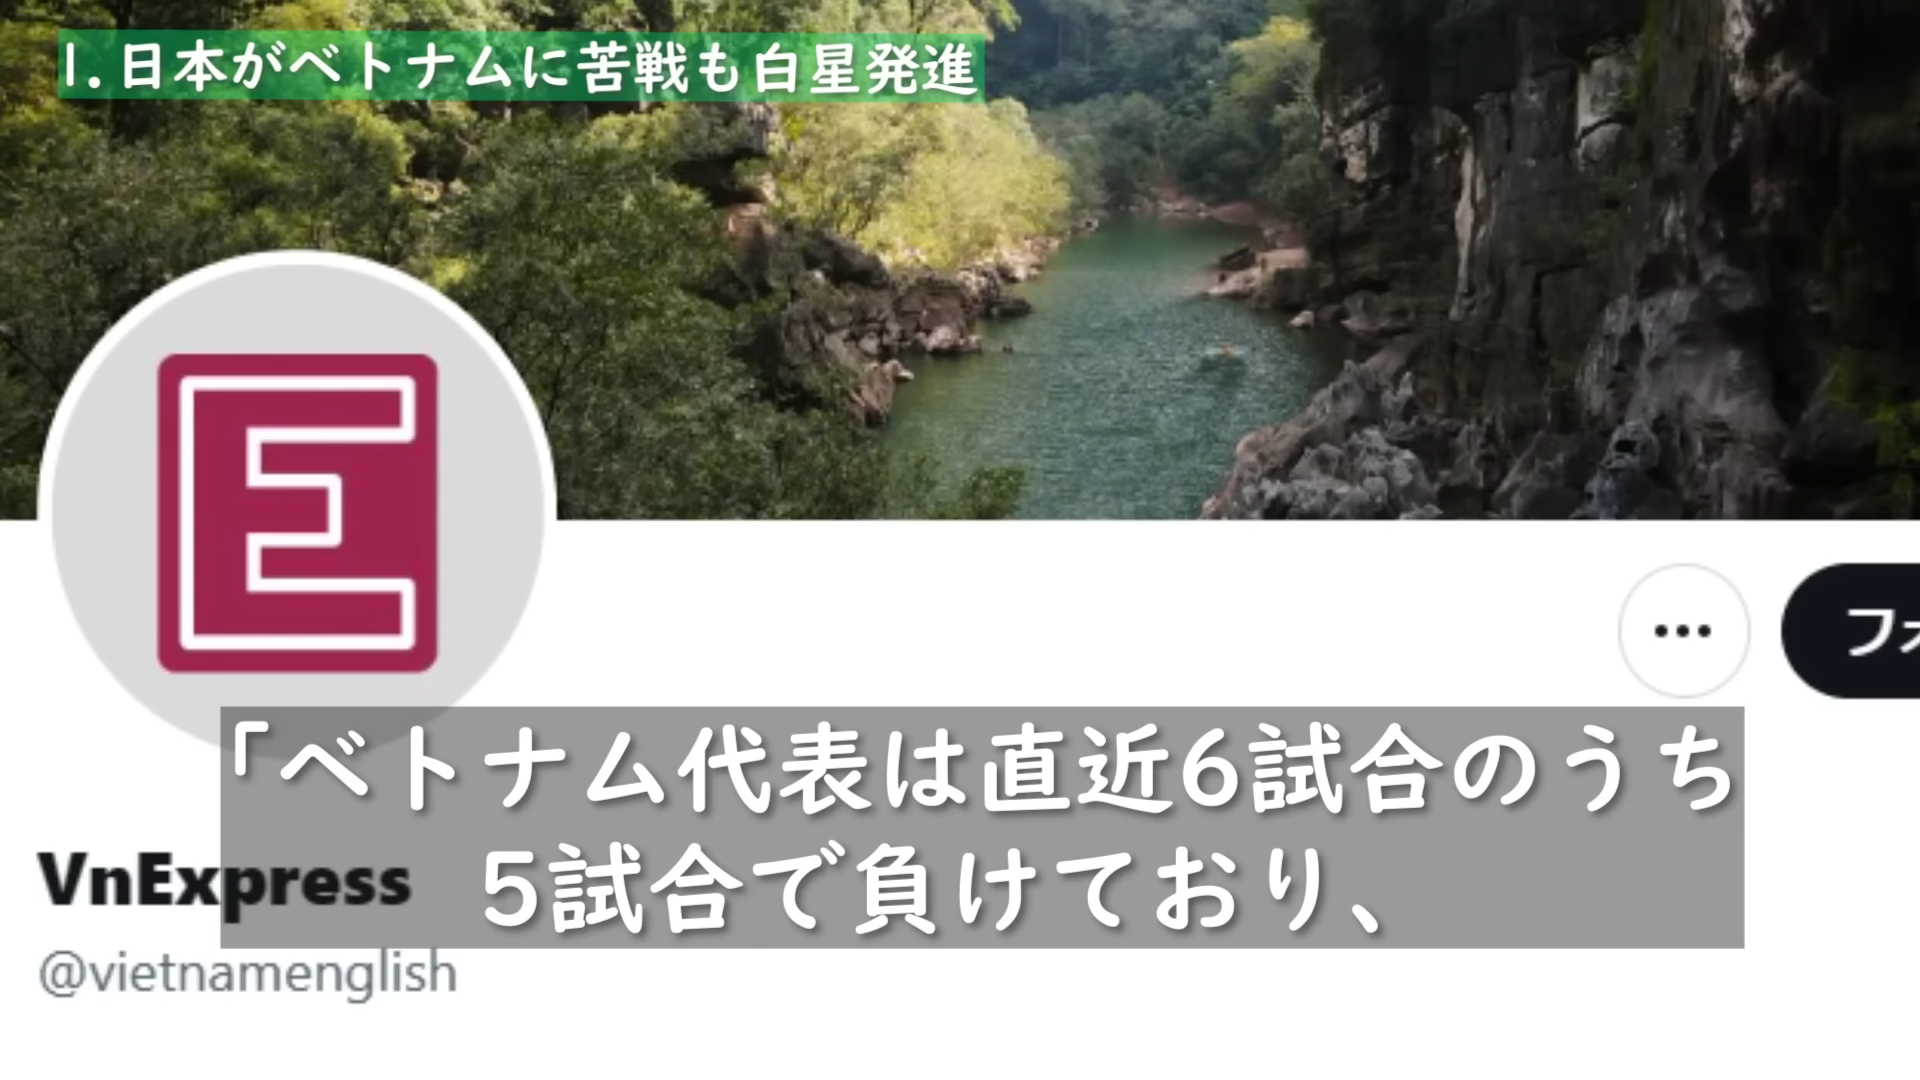 1.日本がベトナムに苦戦も白星発進
E
フォ
「ベトナム代表は直近6試合のうち
5試合で負けており、
VnExpress
@vietnamenglish